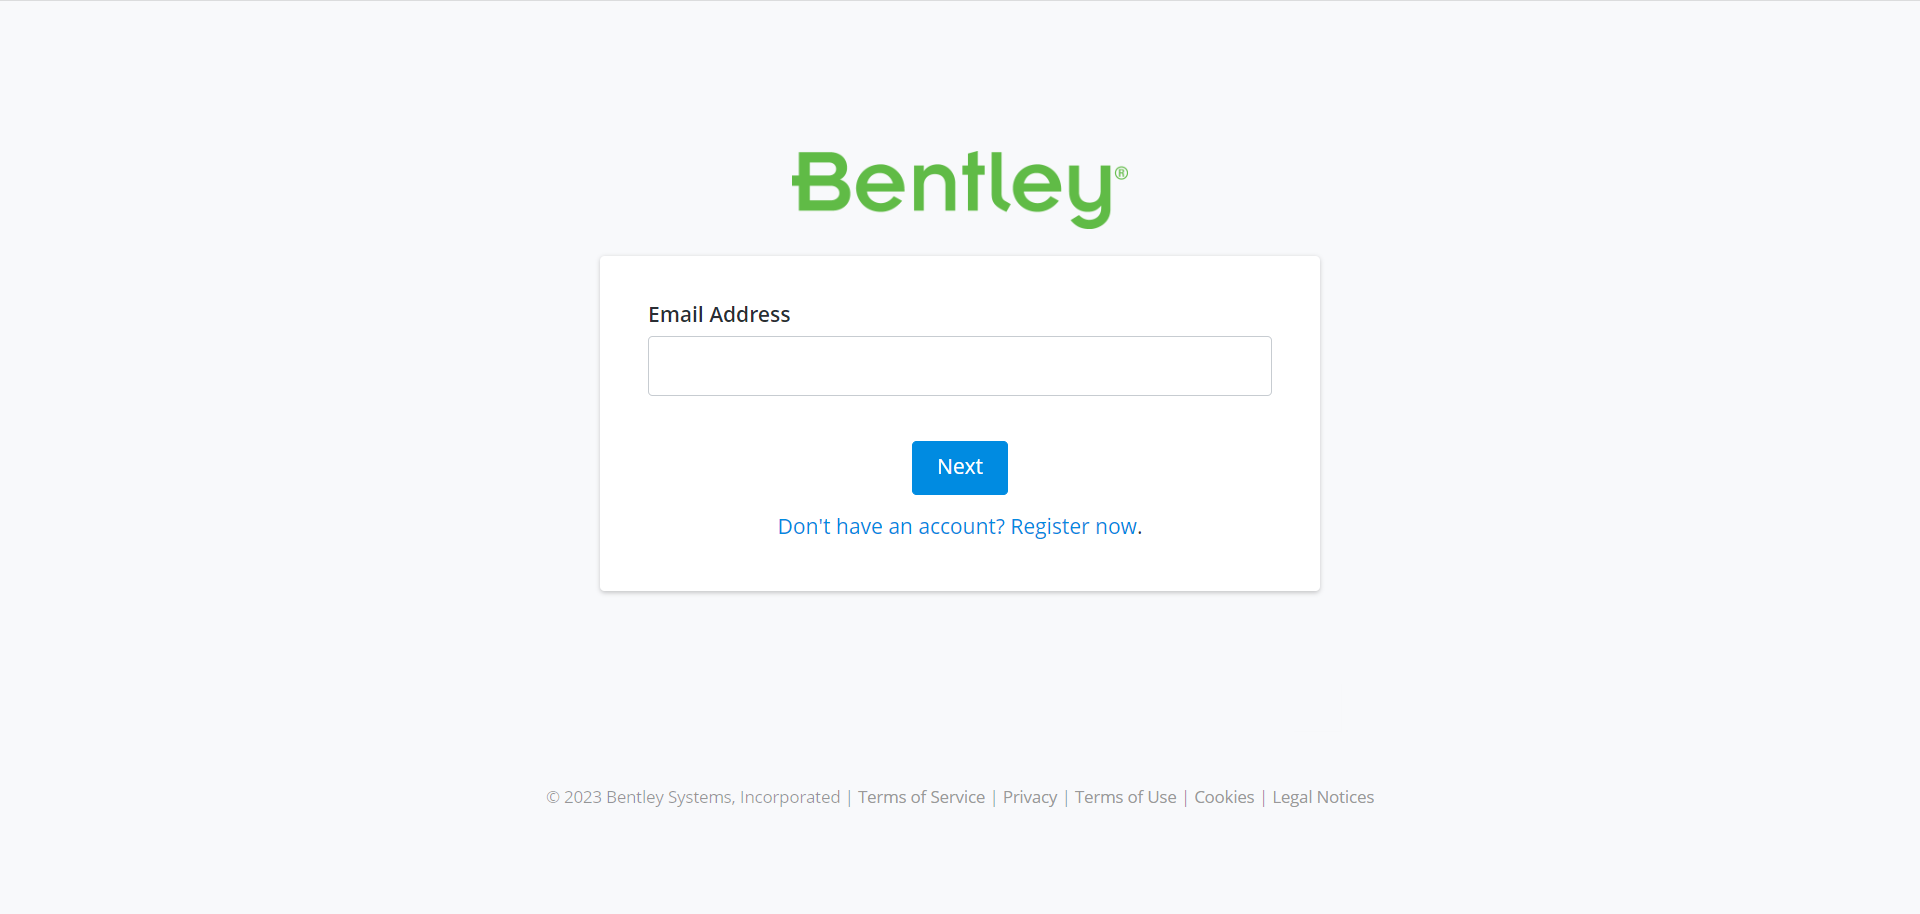 Bentley®
Email Address
Next
Don't have an account? Register now.
© 2023 Bentley Systems, Incorporated | Terms of Service | Privacy | Terms of Use | Cookies | Legal Notices